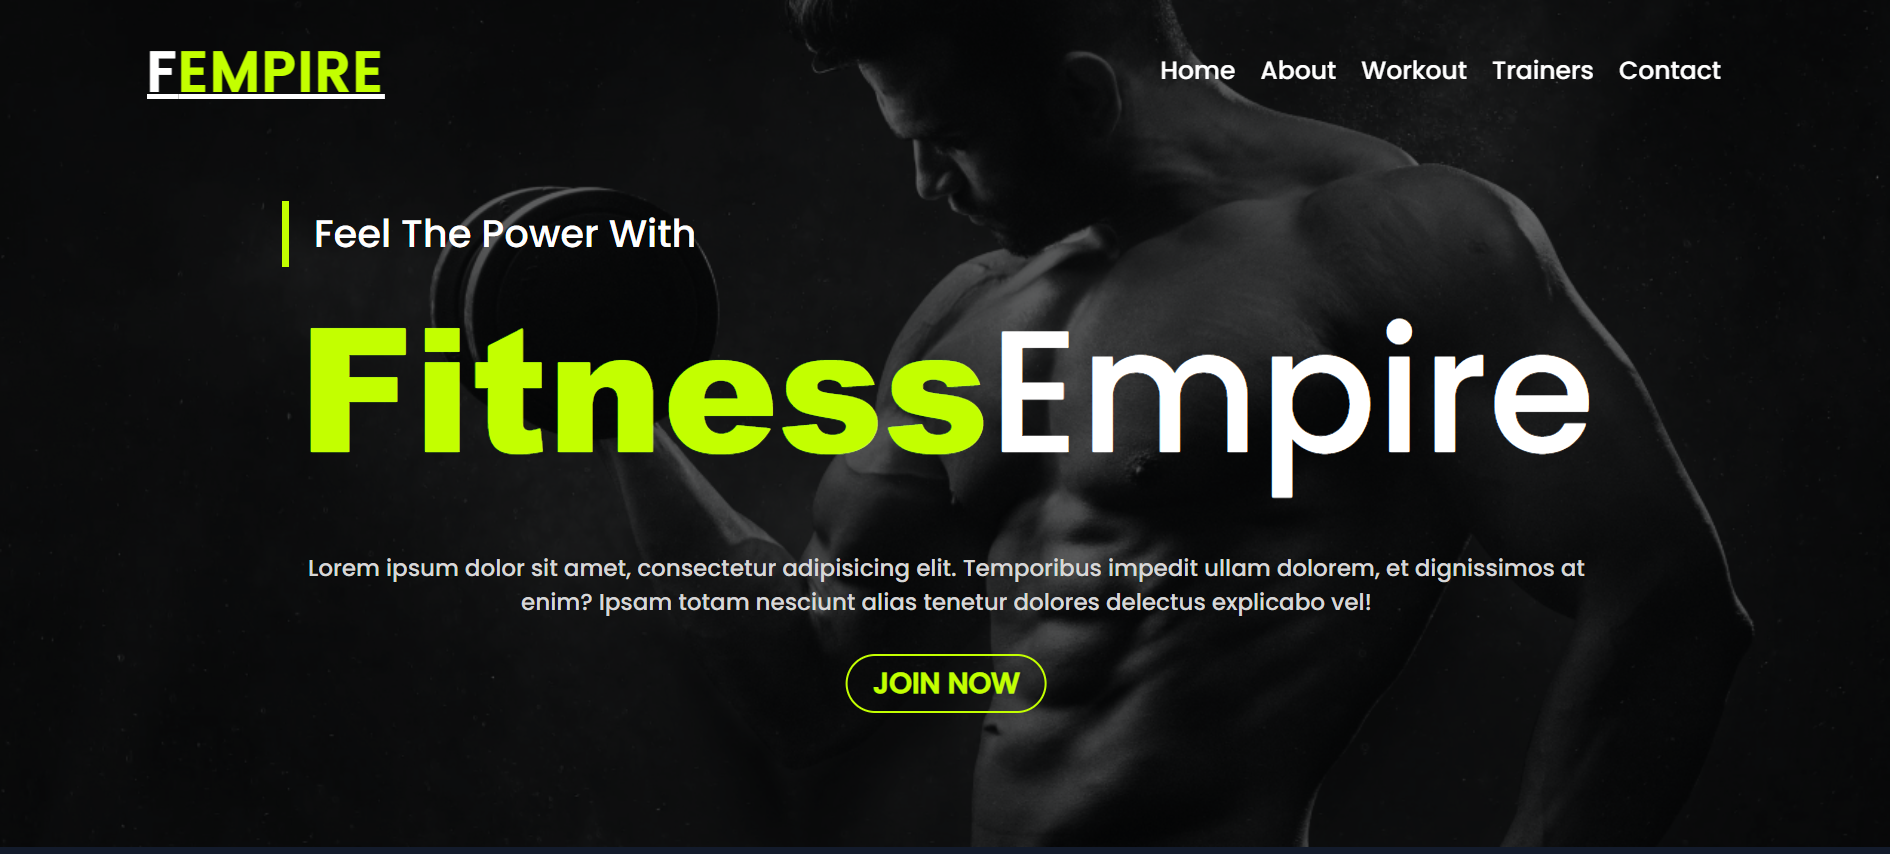 FEMPIRE
Home About Workout Trainers Contact
Feel The Power With
FitnessEmpire
Lorem ipsum dolor sit amet, consectetur adipisicing elit. Temporibus impedit ullam dolorem, et dignissimos at
enim? Ipsam totam nesciunt alias tenetur dolores delectus explicabo vel!
JOIN NOW